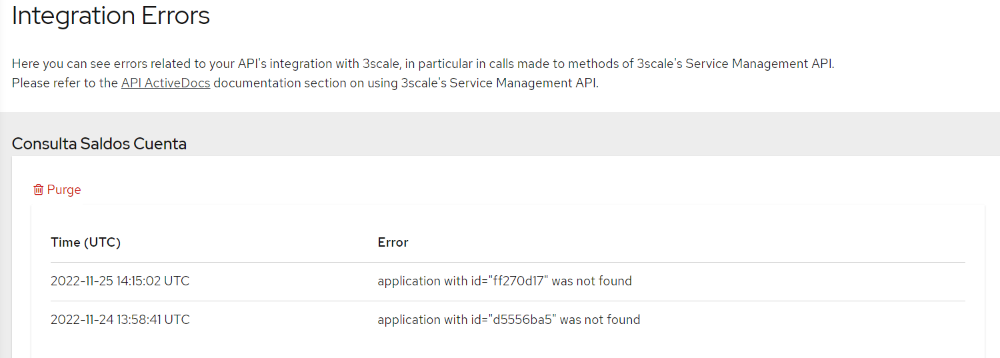 Integration Errors
Here you can see errors related to your API's integration with 3scale, in particular in calls made to methods of 3scale's Service Management API.
Please refer to the API ActiveDocs documentation section on using 3scale's Service Management API.
Consulta Saldos Cuenta
Purge
Time (UTC) Error
2022-11-25 14:15:02 UTC application with id="ff270d17" was not found
2022-11-24 13:58:41 UTC application with id="d5556ba5" was not found